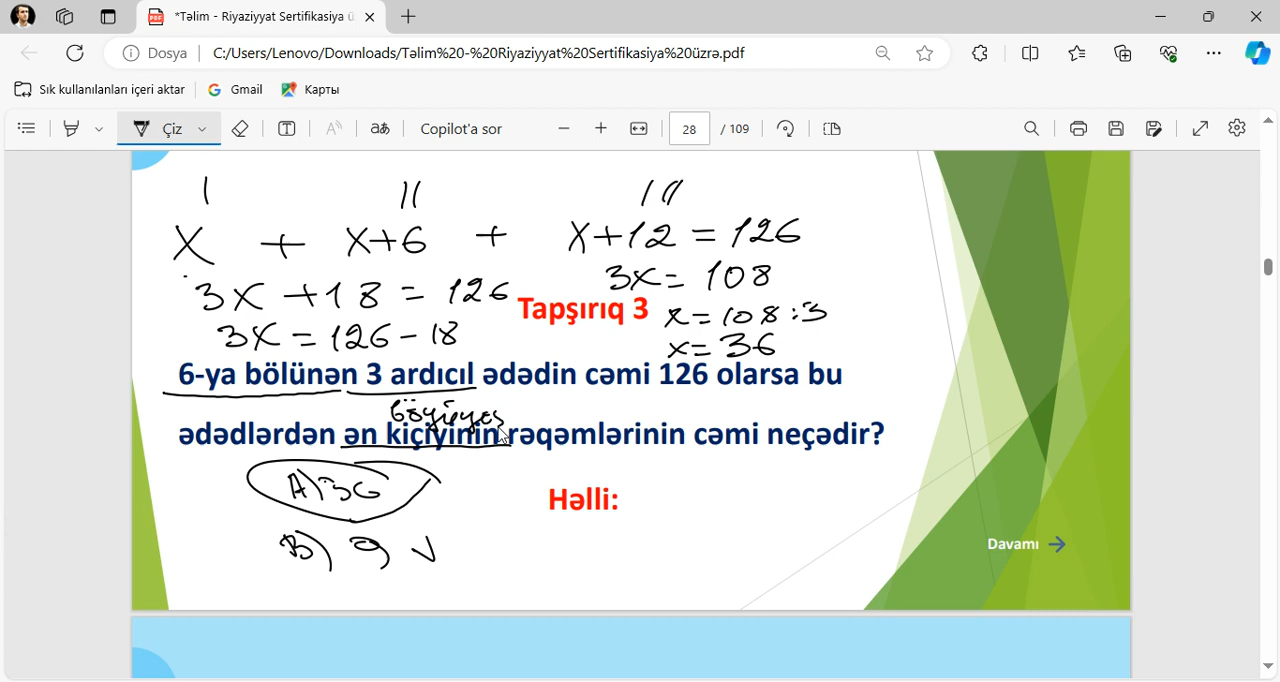 *Təlim - Riyaziyyat Sertifikasiya ü
Dosya
C:/Users/Lenovo/Downloads/Təlim%20-%20Riyaziyyat%20Sertifikasiya%20üzrə.pdf
Sık kullanılanları içeri aktar
Gmail
Карты
Çiz
Copilot'a sor
28 / 109
I II III
x + x+6 + x+12 = 126
3x + 18 = 126
3x = 108
Tapşırıq 3
x = 108 : 3
3x = 126 - 18
x = 36
6-ya bölünən 3 ardıcıl ədədin cəmi 126 olarsa bu
ədədlərdən ən kiçiyinin rəqəmlərinin cəmi neçədir?
A) 36
Həlli:
B) 9 √
Davamı